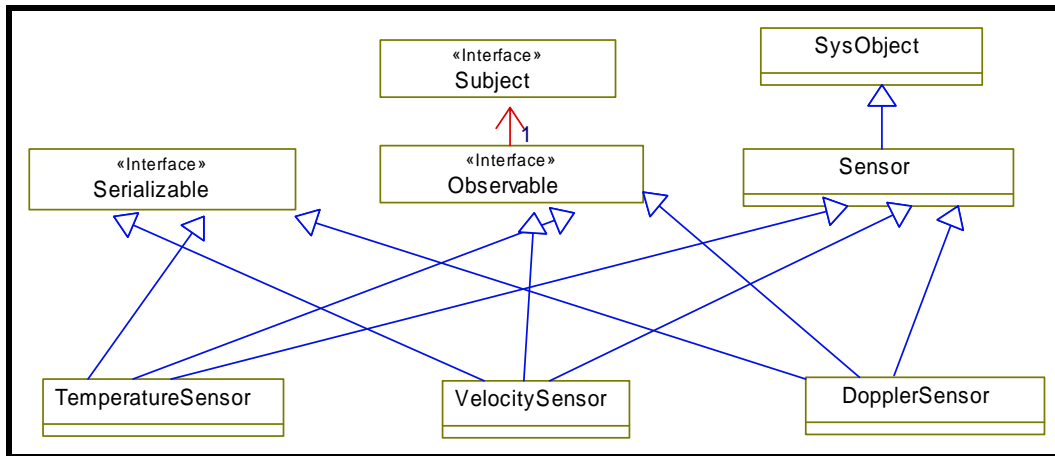 «Interface»
Subject
SysObject
1
«Interface»
Serializable
«Interface»
Observable
Sensor
TemperatureSensor
VelocitySensor
DopplerSensor